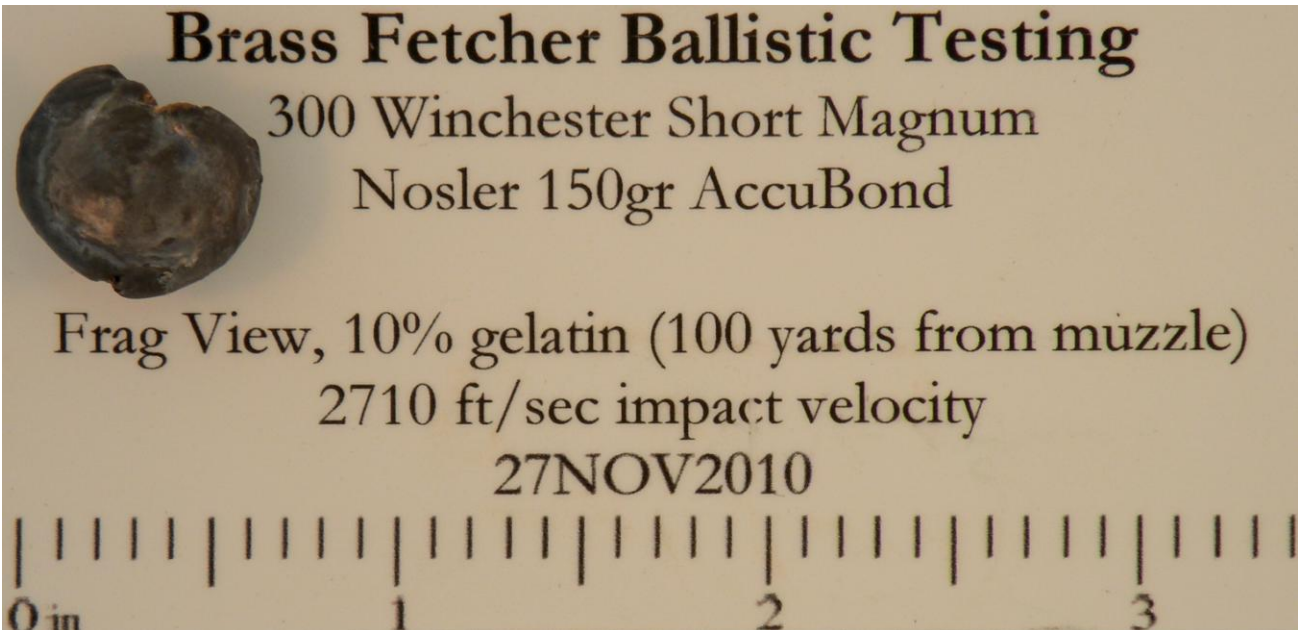 Brass Fetcher Ballistic Testing
300 Winchester Short Magnum
Nosler 150gr AccuBond
Frag View, 10% gelatin (100 yards from muzzle)
2710 ft/sec impact velocity
27NOV2010
0 in 1 2 3